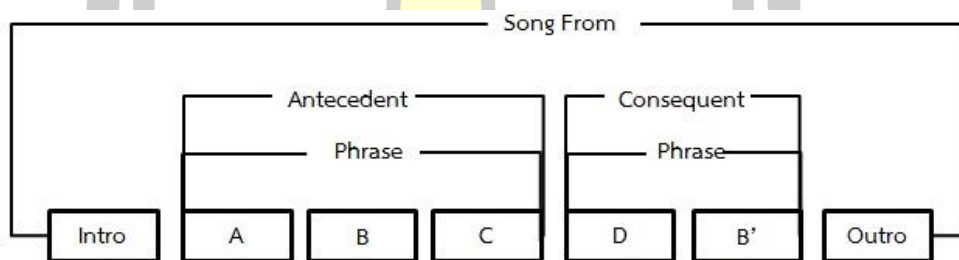 Song From
Antecedent Consequent
Phrase Phrase
Intro A B C D B’ Outro